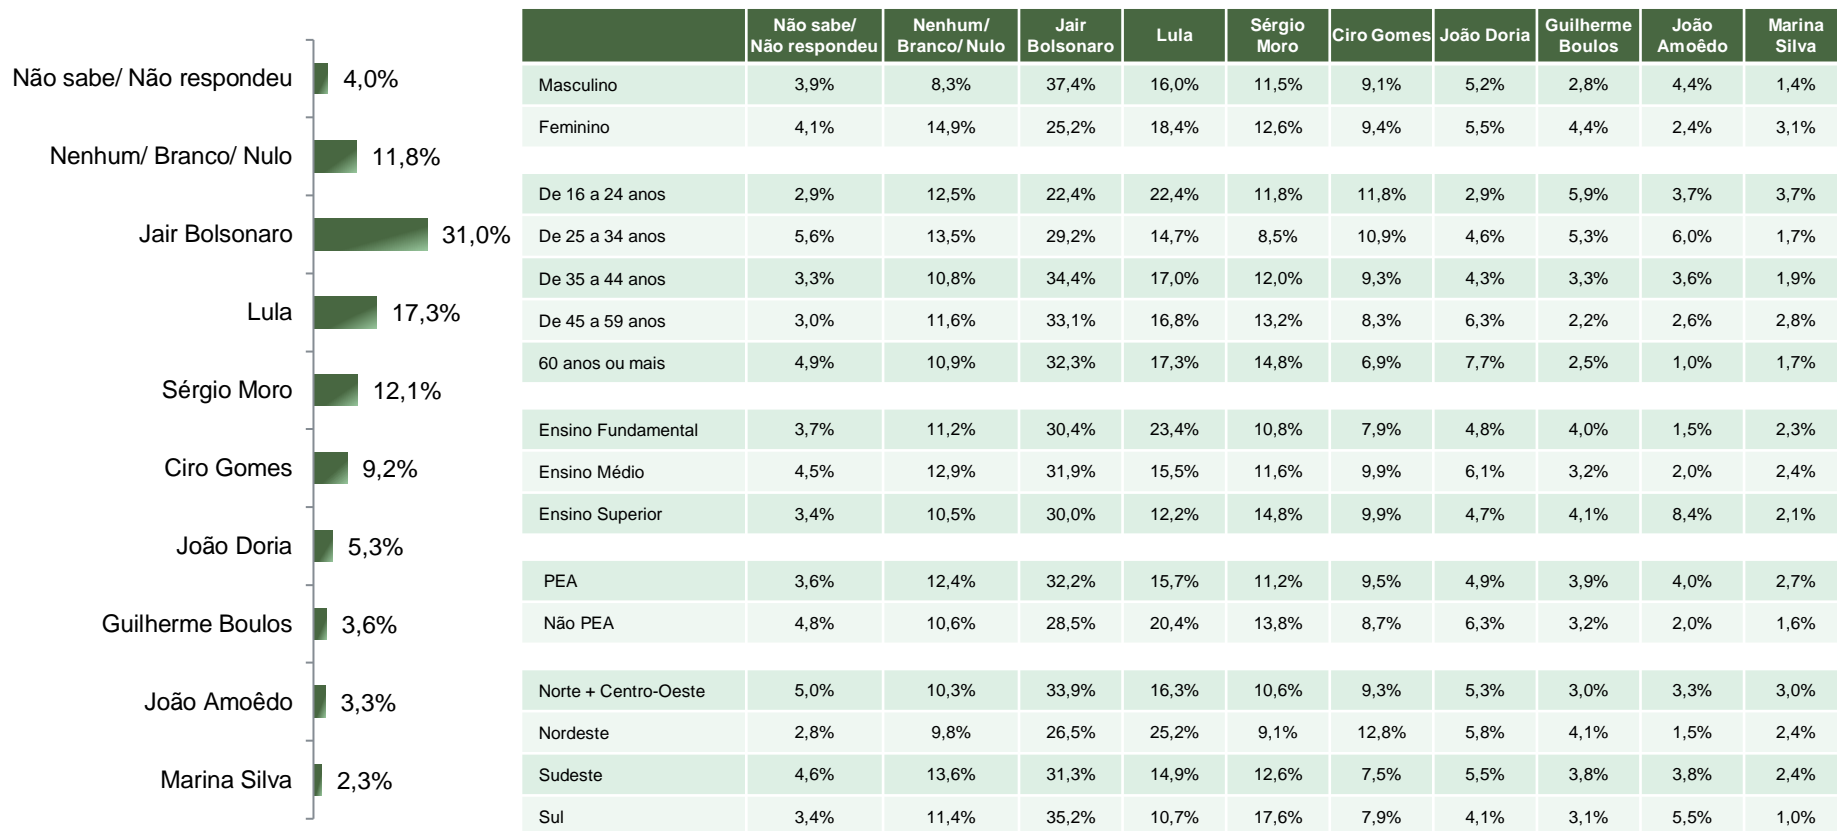 Não sabe/ Não respondeu 4,0%
Nenhum/ Branco/ Nulo 11,8%
Jair Bolsonaro 31,0%
Lula 17,3%
Sérgio Moro 12,1%
Ciro Gomes 9,2%
João Doria 5,3%
Guilherme Boulos 3,6%
João Amoêdo 3,3%
Marina Silva 2,3%
Não sabe/ Não respondeu Nenhum/ Branco/ Nulo Jair Bolsonaro Lula Sérgio Moro Ciro Gomes João Doria Guilherme Boulos João Amoêdo Marina Silva
Masculino 3,9% 8,3% 37,4% 16,0% 11,5% 9,1% 5,2% 2,8% 4,4% 1,4%
Feminino 4,1% 14,9% 25,2% 18,4% 12,6% 9,4% 5,5% 4,4% 2,4% 3,1%
De 16 a 24 anos 2,9% 12,5% 22,4% 22,4% 11,8% 11,8% 2,9% 5,9% 3,7% 3,7%
De 25 a 34 anos 5,6% 13,5% 29,2% 14,7% 8,5% 10,9% 4,6% 5,3% 6,0% 1,7%
De 35 a 44 anos 3,3% 10,8% 34,4% 17,0% 12,0% 9,3% 4,3% 3,3% 3,6% 1,9%
De 45 a 59 anos 3,0% 11,6% 33,1% 16,8% 13,2% 8,3% 6,3% 2,2% 2,6% 2,8%
60 anos ou mais 4,9% 10,9% 32,3% 17,3% 14,8% 6,9% 7,7% 2,5% 1,0% 1,7%
Ensino Fundamental 3,7% 11,2% 30,4% 23,4% 10,8% 7,9% 4,8% 4,0% 1,5% 2,3%
Ensino Médio 4,5% 12,9% 31,9% 15,5% 11,6% 9,9% 6,1% 3,2% 2,0% 2,4%
Ensino Superior 3,4% 10,5% 30,0% 12,2% 14,8% 9,9% 4,7% 4,1% 8,4% 2,1%
PEA 3,6% 12,4% 32,2% 15,7% 11,2% 9,5% 4,9% 3,9% 4,0% 2,7%
Não PEA 4,8% 10,6% 28,5% 20,4% 13,8% 8,7% 6,3% 3,2% 2,0% 1,6%
Norte + Centro-Oeste 5,0% 10,3% 33,9% 16,3% 10,6% 9,3% 5,3% 3,0% 3,3% 3,0%
Nordeste 2,8% 9,8% 26,5% 25,2% 9,1% 12,8% 5,8% 4,1% 1,5% 2,4%
Sudeste 4,6% 13,6% 31,3% 14,9% 12,6% 7,5% 5,5% 3,8% 3,8% 2,4%
Sul 3,4% 11,4% 35,2% 10,7% 17,6% 7,9% 4,1% 3,1% 5,5% 1,0%